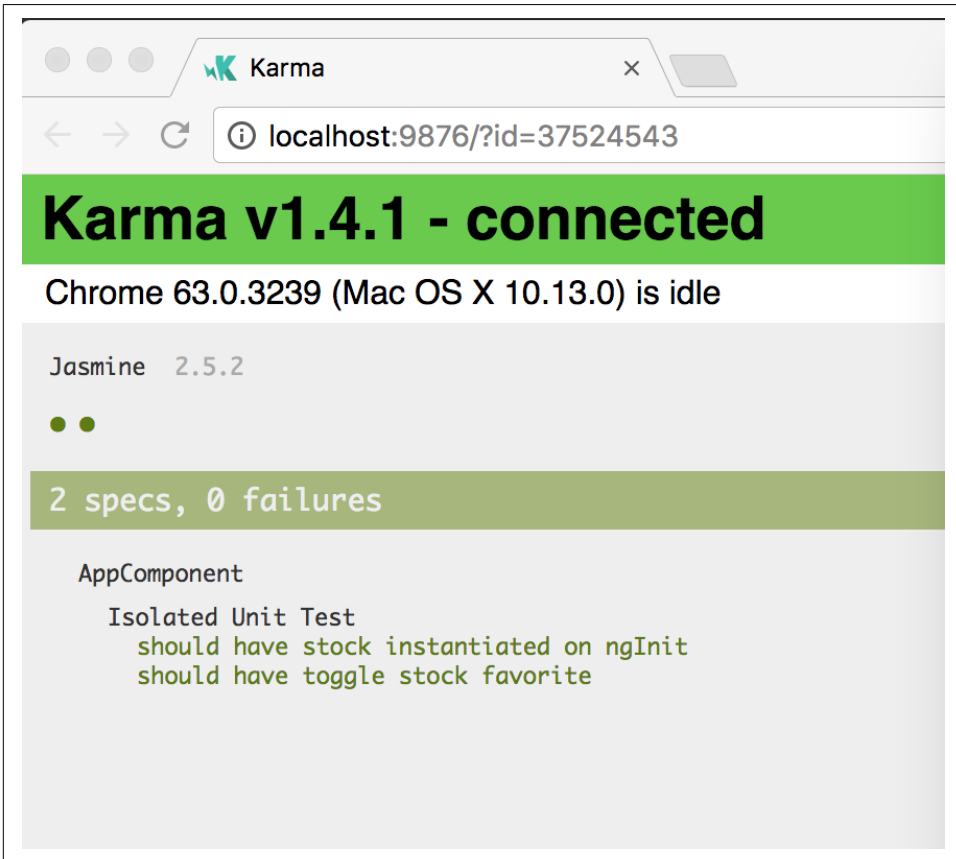 Karma ×
localhost:9876/?id=37524543
Karma v1.4.1 - connected
Chrome 63.0.3239 (Mac OS X 10.13.0) is idle
Jasmine 2.5.2
••
2 specs, 0 failures
AppComponent
Isolated Unit Test
should have stock instantiated on ngInit
should have toggle stock favorite